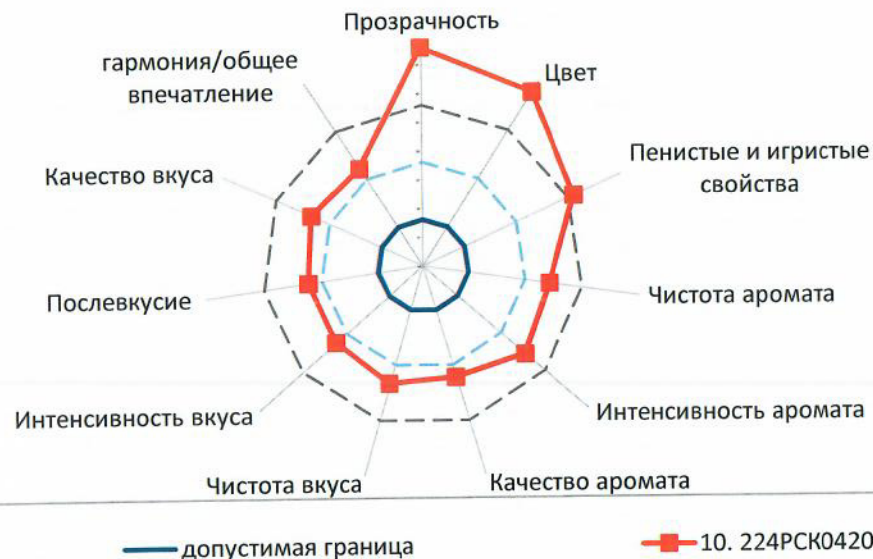 Прозрачность
гармония/общее
впечатление
Цвет
Пенистые и игристые
свойства
Качество вкуса
Послевкусие
Чистота аромата
Интенсивность вкуса
Интенсивность аромата
Чистота вкуса
Качество аромата
допустимая граница
10. 224РСК0420